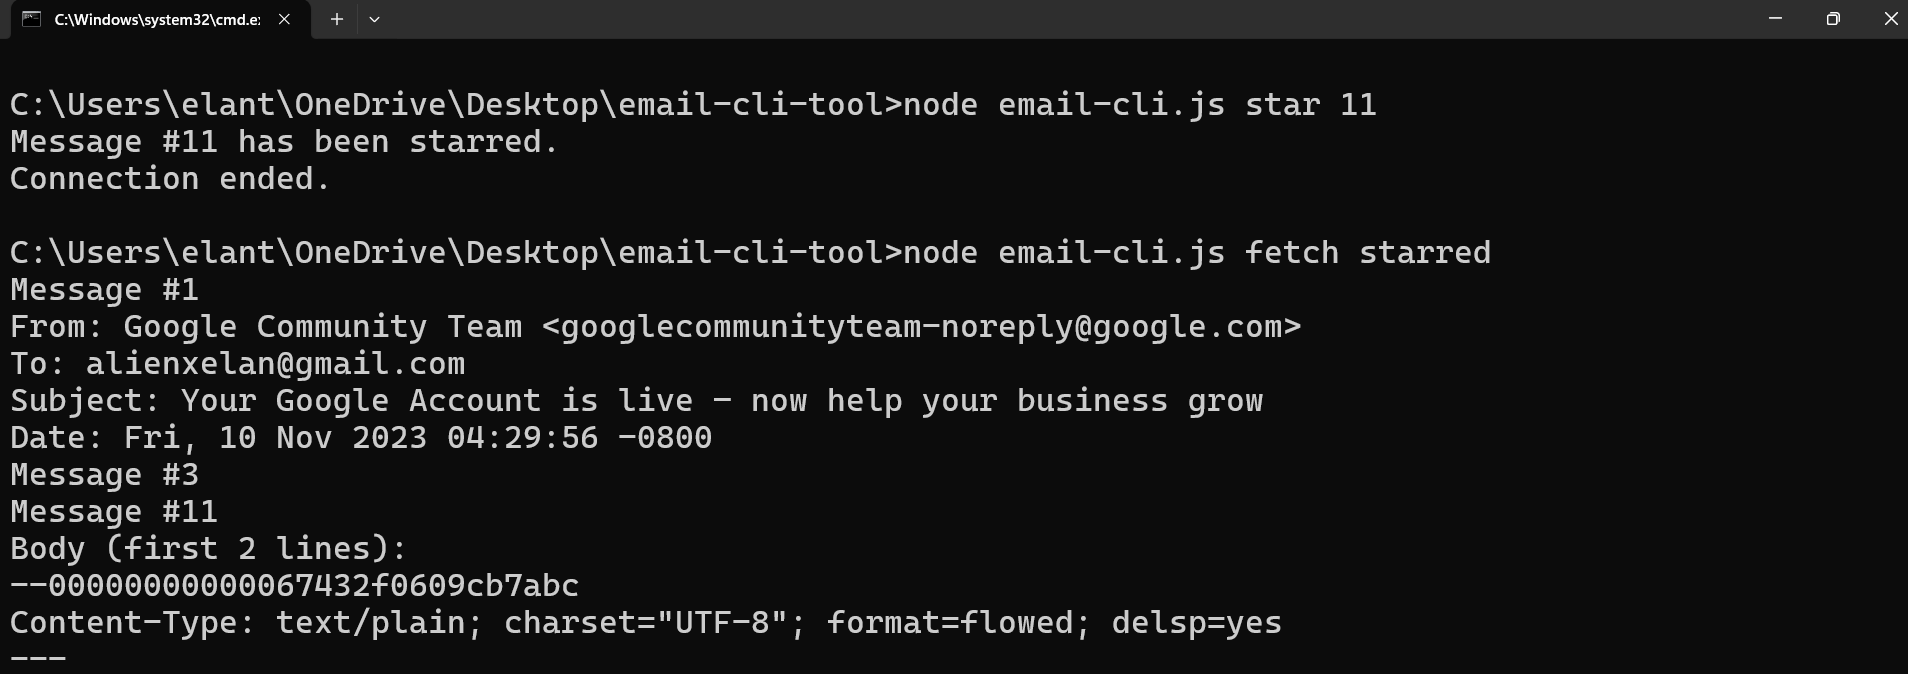 C:\Windows\system32\cmd.e
C:\Users\elant\OneDrive\Desktop\email-cli-tool>node email-cli.js star 11
Message #11 has been starred.
Connection ended.
C:\Users\elant\OneDrive\Desktop\email-cli-tool>node email-cli.js fetch starred
Message #1
From: Google Community Team <googlecommunityteam-noreply@google.com>
To: alienxelan@gmail.com
Subject: Your Google Account is live – now help your business grow
Date: Fri, 10 Nov 2023 04:29:56 -0800
Message #3
Message #11
Body (first 2 lines):
--00000000000067432f0609cb7abc
Content-Type: text/plain; charset="UTF-8"; format=flowed; delsp=yes
---